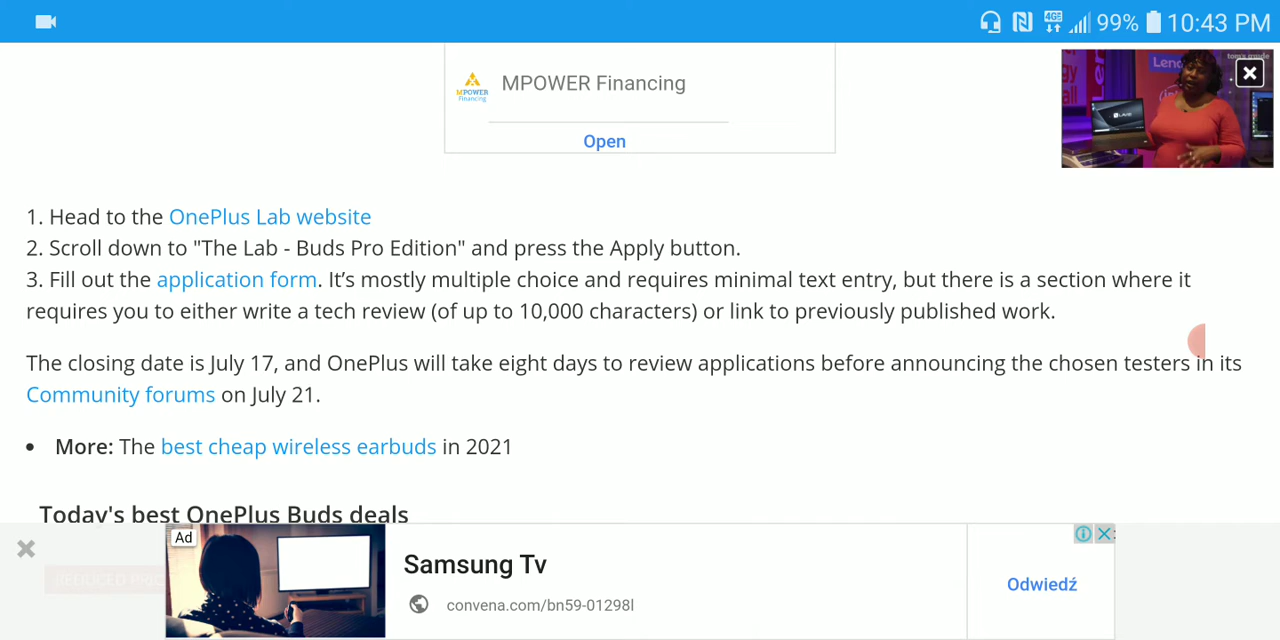 99% 10:43 PM
MPOWER Financing
MPOWER Financing
Open
tom's guide
1. Head to the OnePlus Lab website
2. Scroll down to "The Lab - Buds Pro Edition" and press the Apply button.
3. Fill out the application form. It’s mostly multiple choice and requires minimal text entry, but there is a section where it
requires you to either write a tech review (of up to 10,000 characters) or link to previously published work.
The closing date is July 17, and OnePlus will take eight days to review applications before announcing the chosen testers in its
Community forums on July 21.
• More: The best cheap wireless earbuds in 2021
Today's best OnePlus Buds deals
Ad
Samsung Tv
convena.com/bn59-01298l
Odwiedź